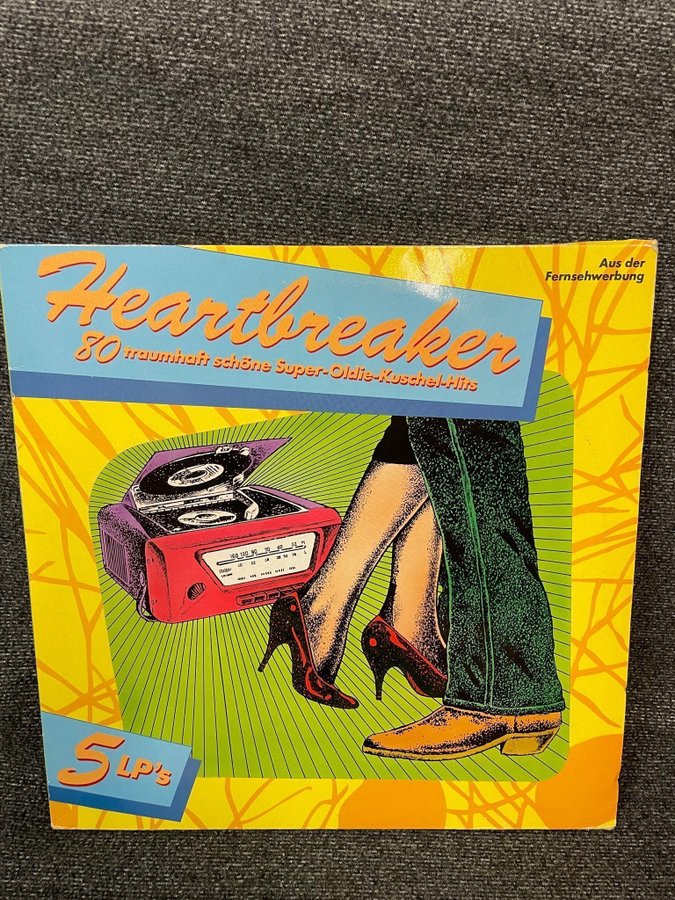 Aus der
Fernsehwerbung
Heartbreaker
80 traumhaft schöne Super-Oldie-Kuschel-Hits
5 LP's